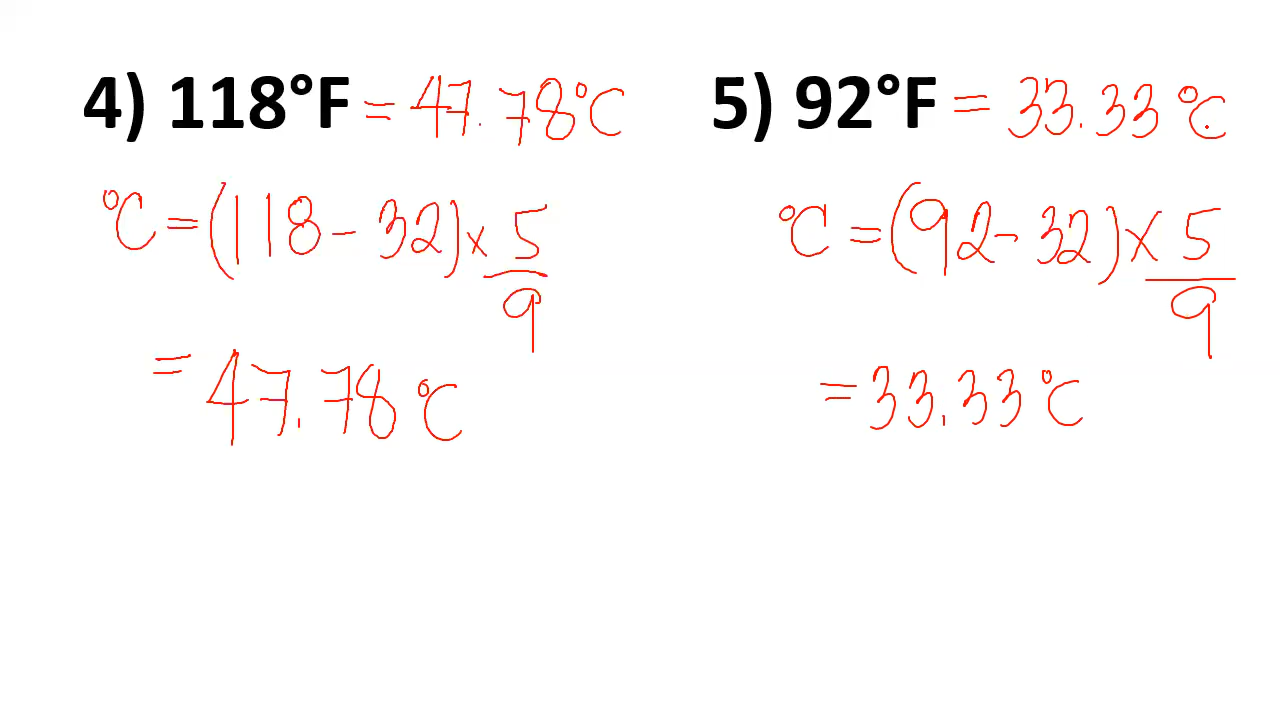 4) 118°F = 47.78°C
°C = (118 - 32) × 5/9
= 47.78 °C
5) 92°F = 33.33 °C
°C = (92 - 32) × 5/9
= 33.33 °C